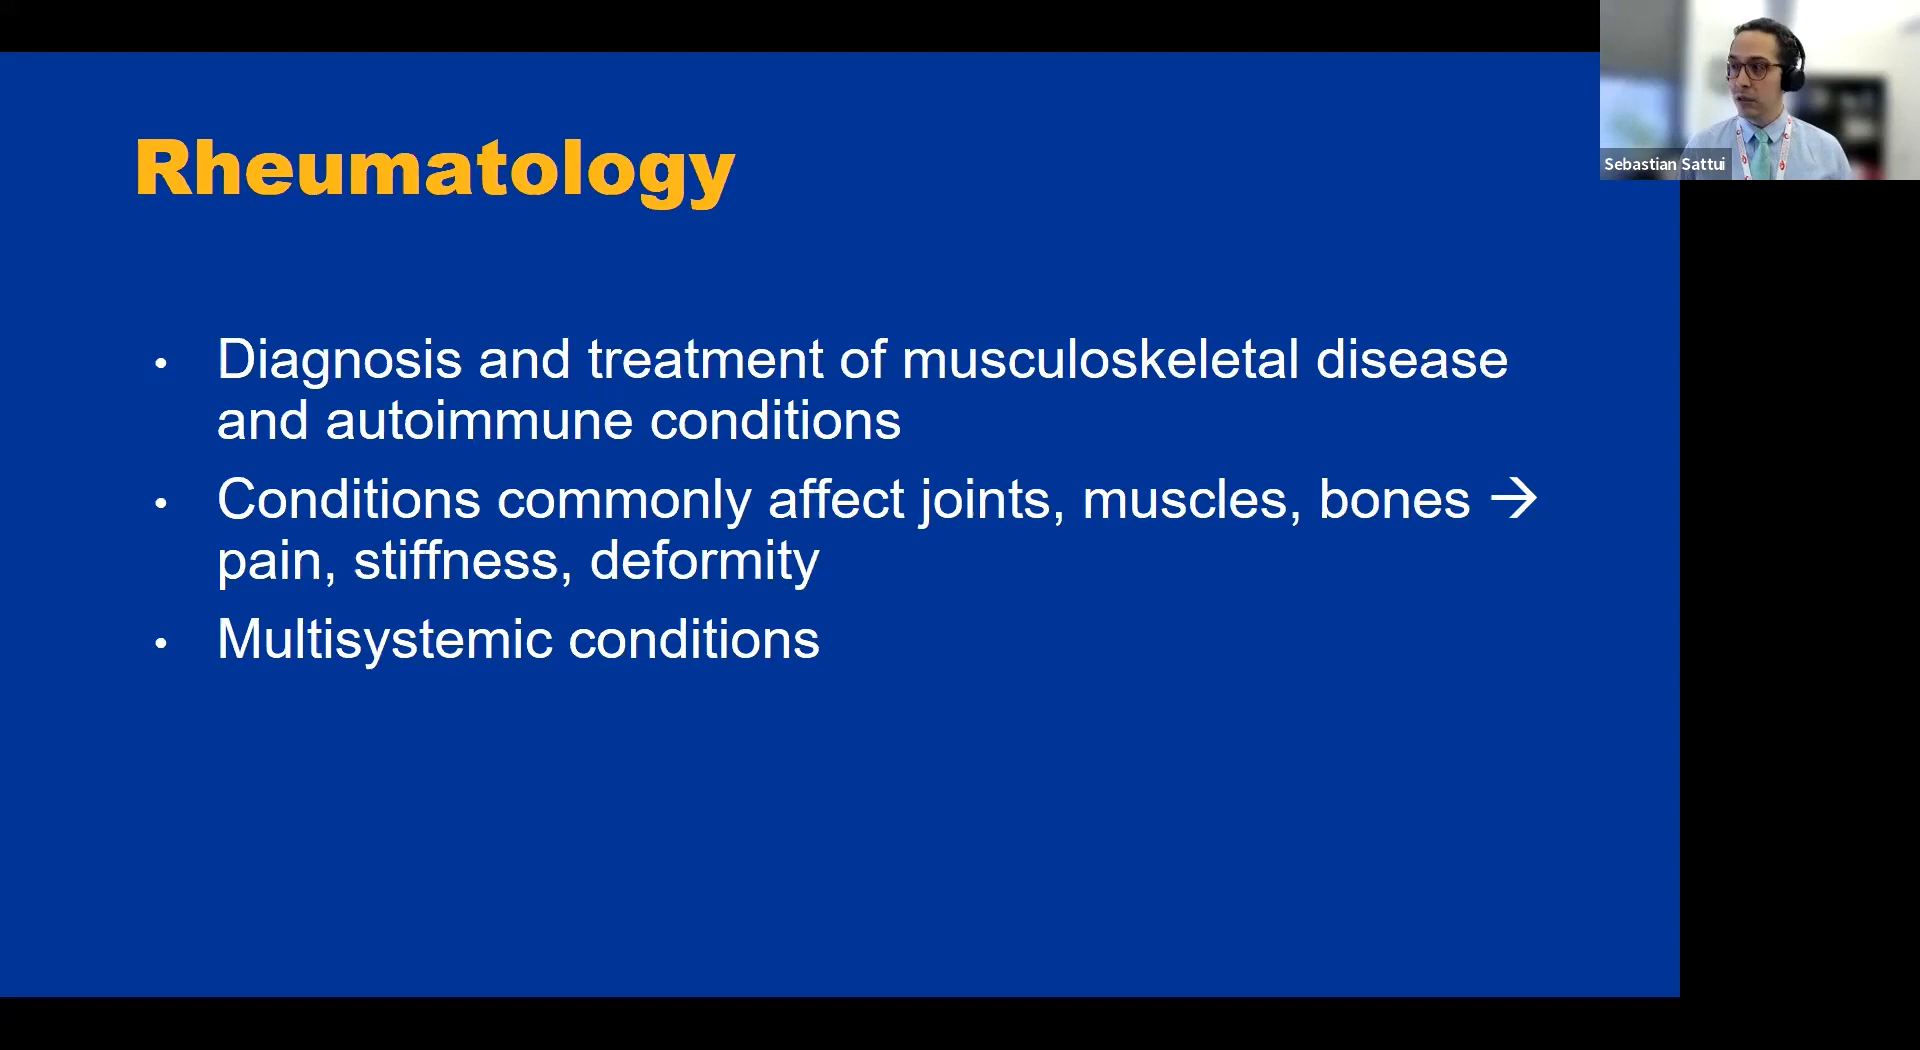 Rheumatology
• Diagnosis and treatment of musculoskeletal disease
and autoimmune conditions
• Conditions commonly affect joints, muscles, bones →
pain, stiffness, deformity
• Multisystemic conditions
Sebastian Sattui